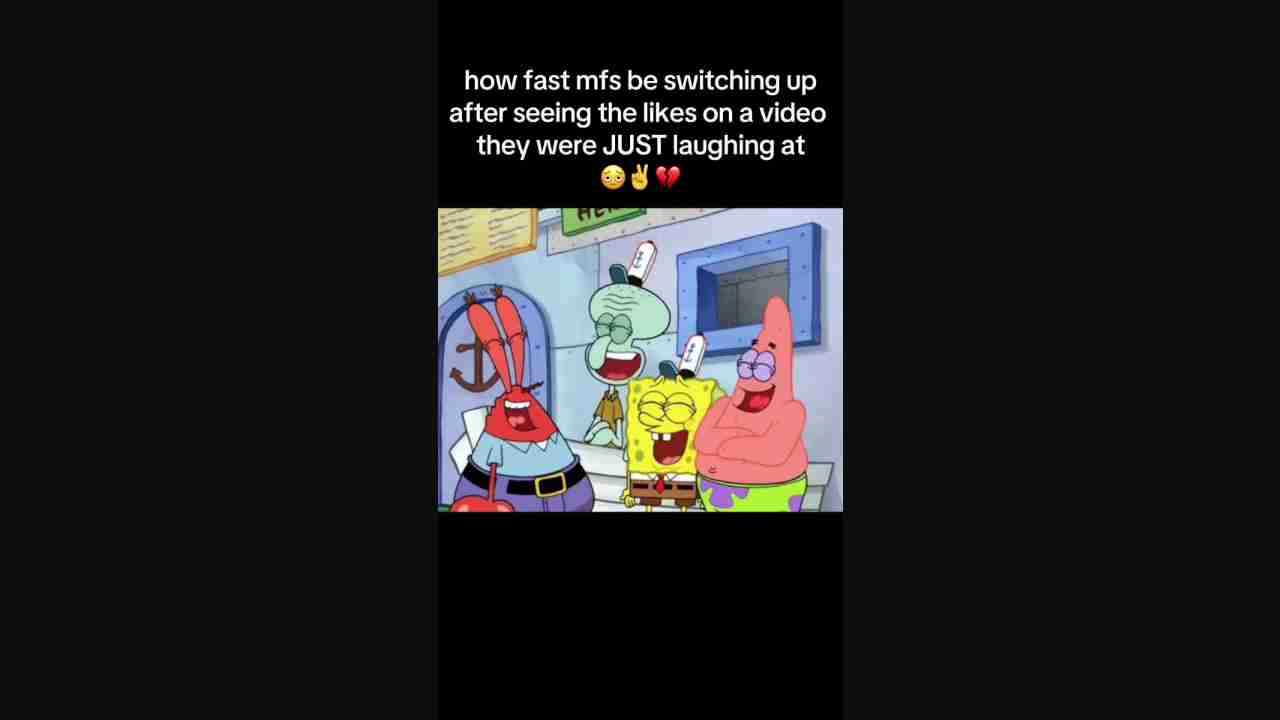 how fast mfs be switching up
after seeing the likes on a video
they were JUST laughing at
😳✌️💔